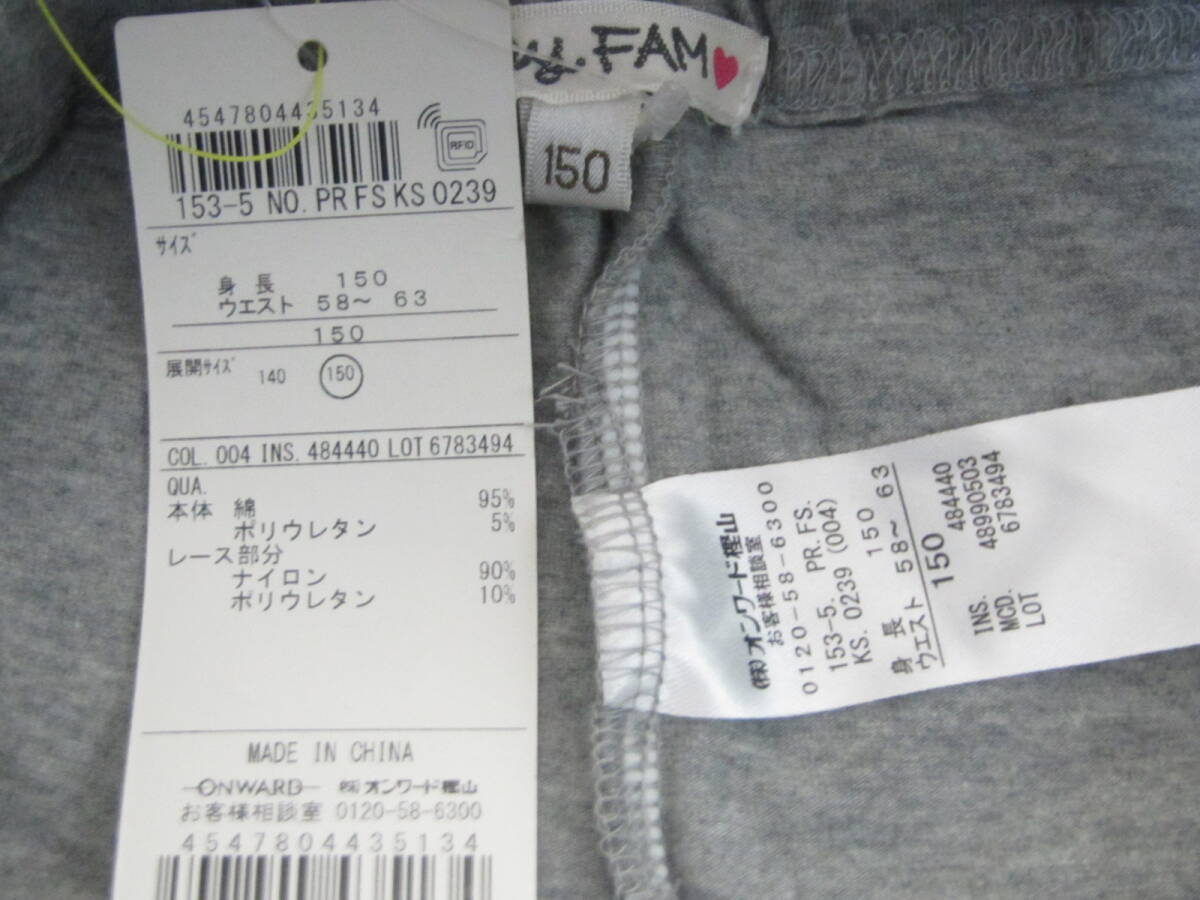 4547804435134
RFID
153-5 NO. PRFSKS0239
サイズ
身 長 150
ウエスト 58～ 63
150
展開サイズ 140 150
COL. 004 INS. 484440 LOT 6783494
QUA.
本体 綿 95%
ポリウレタン 5%
レース部分
ナイロン 90%
ポリウレタン 10%
MADE IN CHINA
ONWARD 株式会社オンワード樫山
お客様相談室 0120-58-6300
4547804435134
y.FAM
150
(株)オンワード樫山
お客様相談室
0120-58-6300
153-5. PR.FS.
KS. 0239 (004)
身 長 150
ウエスト 58～ 63
150
INS. 484440
MCD. 48990503
LOT 6783494